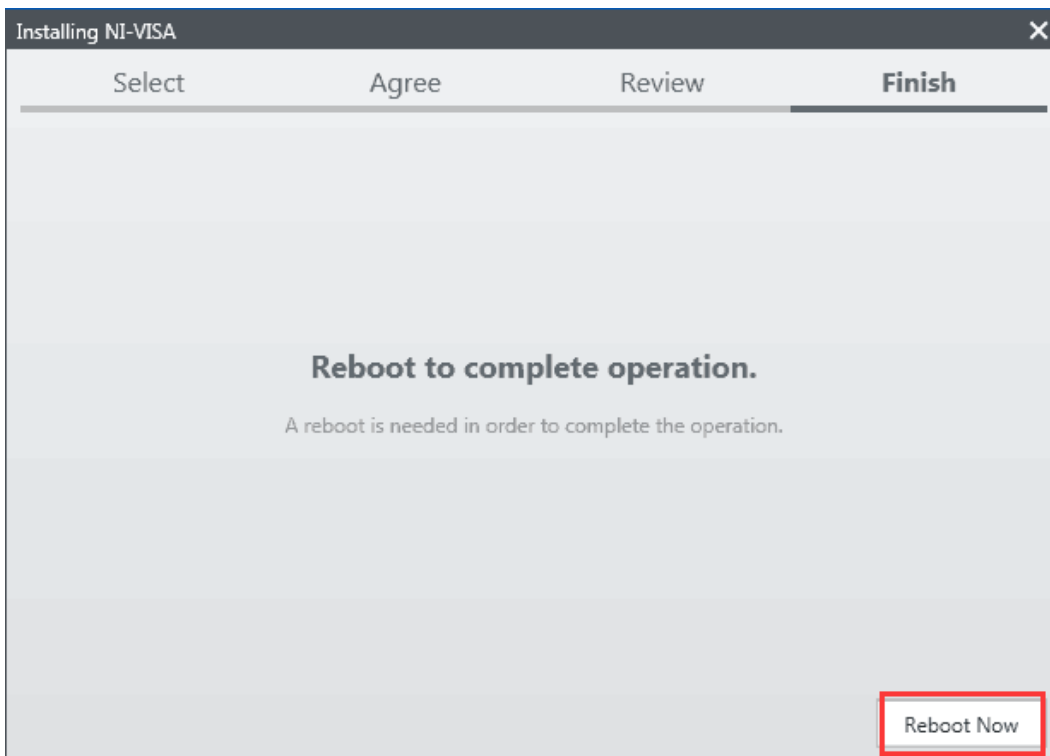 Installing NI-VISA
Select Agree Review Finish
Reboot to complete operation.
A reboot is needed in order to complete the operation.
Reboot Now